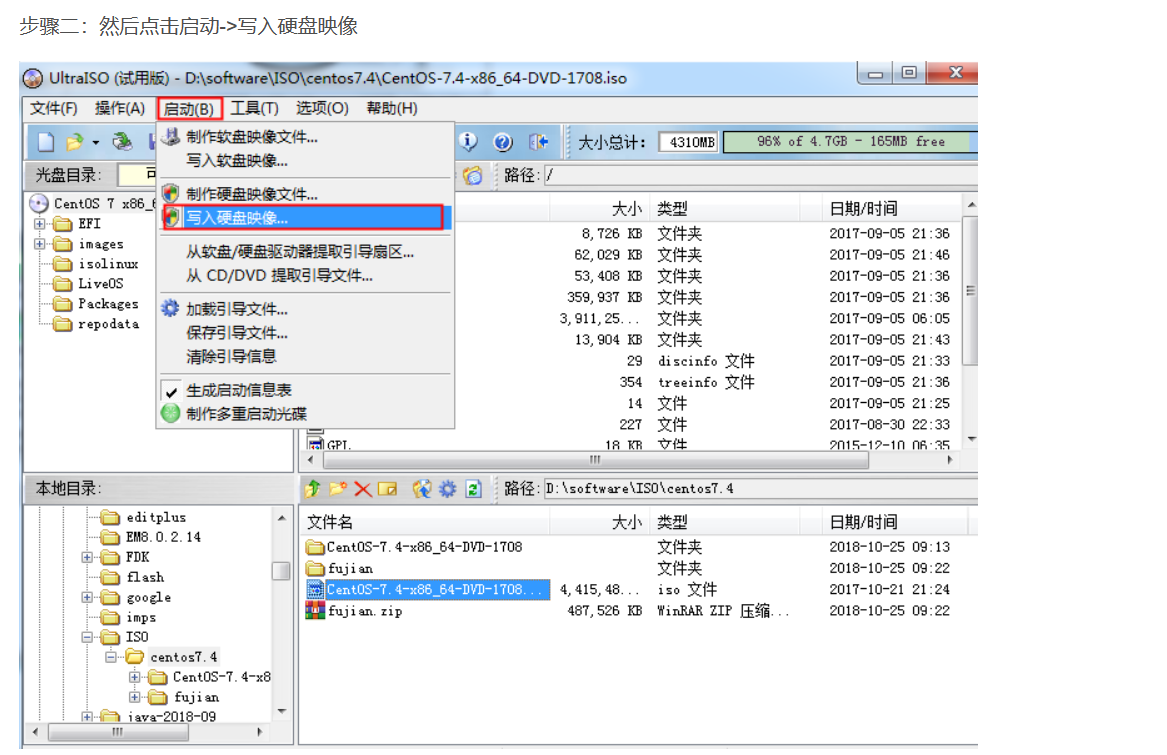 步骤二：然后点击启动->写入硬盘映像
UltraISO (试用版) - D:\software\ISO\centos7.4\CentOS-7.4-x86_64-DVD-1708.iso
文件(F) 操作(A) 启动(B) 工具(T) 选项(O) 帮助(H)
大小总计： 4310MB 96% of 4.7GB - 165MB free
制作软盘映像文件...
写入软盘映像...
制作硬盘映像文件...
写入硬盘映像...
从软盘/硬盘驱动器提取引导扇区...
从 CD/DVD 提取引导文件...
加载引导文件...
保存引导文件...
清除引导信息
生成启动信息表
制作多重启动光碟
光盘目录： 可
路径： /
CentOS 7 x86_6
EFI
images
isolinux
LiveOS
Packages
repodata
大小 类型 日期/时间
8,726 KB 文件夹 2017-09-05 21:36
62,029 KB 文件夹 2017-09-05 21:46
53,408 KB 文件夹 2017-09-05 21:36
359,937 KB 文件夹 2017-09-05 21:36
3,911,25... 文件夹 2017-09-05 06:05
13,904 KB 文件夹 2017-09-05 21:43
29 discinfo 文件 2017-09-05 21:33
354 treeinfo 文件 2017-09-05 21:36
14 文件 2017-09-05 21:25
227 文件 2017-08-30 22:33
GPL 18 KB 文件 2015-12-10 06:35
本地目录：
路径： D:\software\ISO\centos7.4
editplus
EM8.0.2.14
FDK
flash
google
imps
ISO
centos7.4
CentOS-7.4-x8
fujian
java-2018-09
文件名 大小 类型 日期/时间
CentOS-7.4-x86_64-DVD-1708 文件夹 2018-10-25 09:13
fujian 文件夹 2018-10-25 09:22
CentOS-7.4-x86_64-DVD-1708... 4,415,48... iso 文件 2017-10-21 21:24
fujian.zip 487,526 KB WinRAR ZIP 压缩... 2018-10-25 09:22